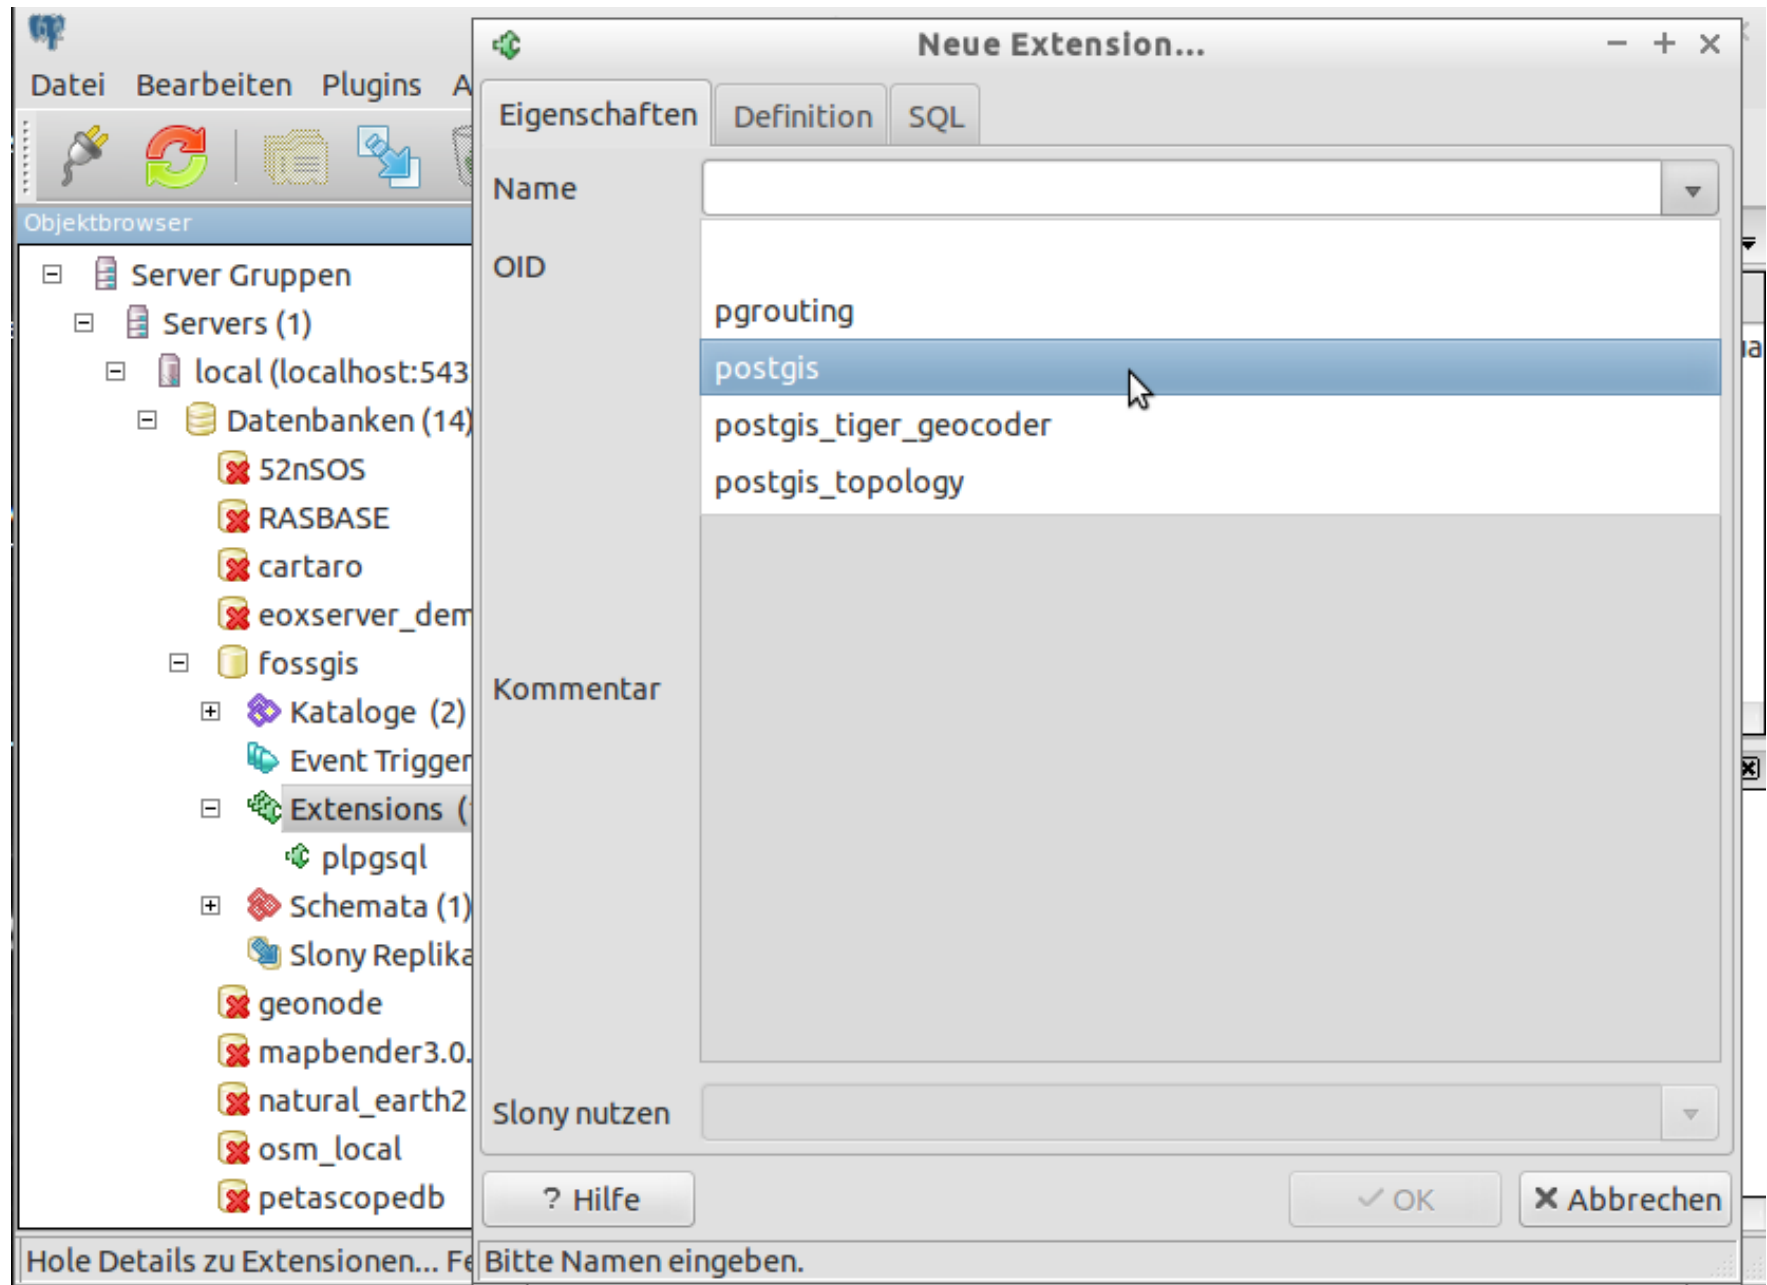 Neue Extension...
Datei Bearbeiten Plugins A
Eigenschaften Definition SQL
Objektbrowser
Server Gruppen
Servers (1)
local (localhost:543
Datenbanken (14)
52nSOS
RASBASE
cartaro
eoxserver_dem
fossgis
Kataloge (2)
Event Trigger
Extensions (
plpgsql
Schemata (1)
Slony Replika
geonode
mapbender3.0.
natural_earth2
osm_local
petascopedb
Hole Details zu Extensionen... Fe
Name
OID
pgrouting
postgis
postgis_tiger_geocoder
postgis_topology
Kommentar
Slony nutzen
? Hilfe
OK
Abbrechen
Bitte Namen eingeben.